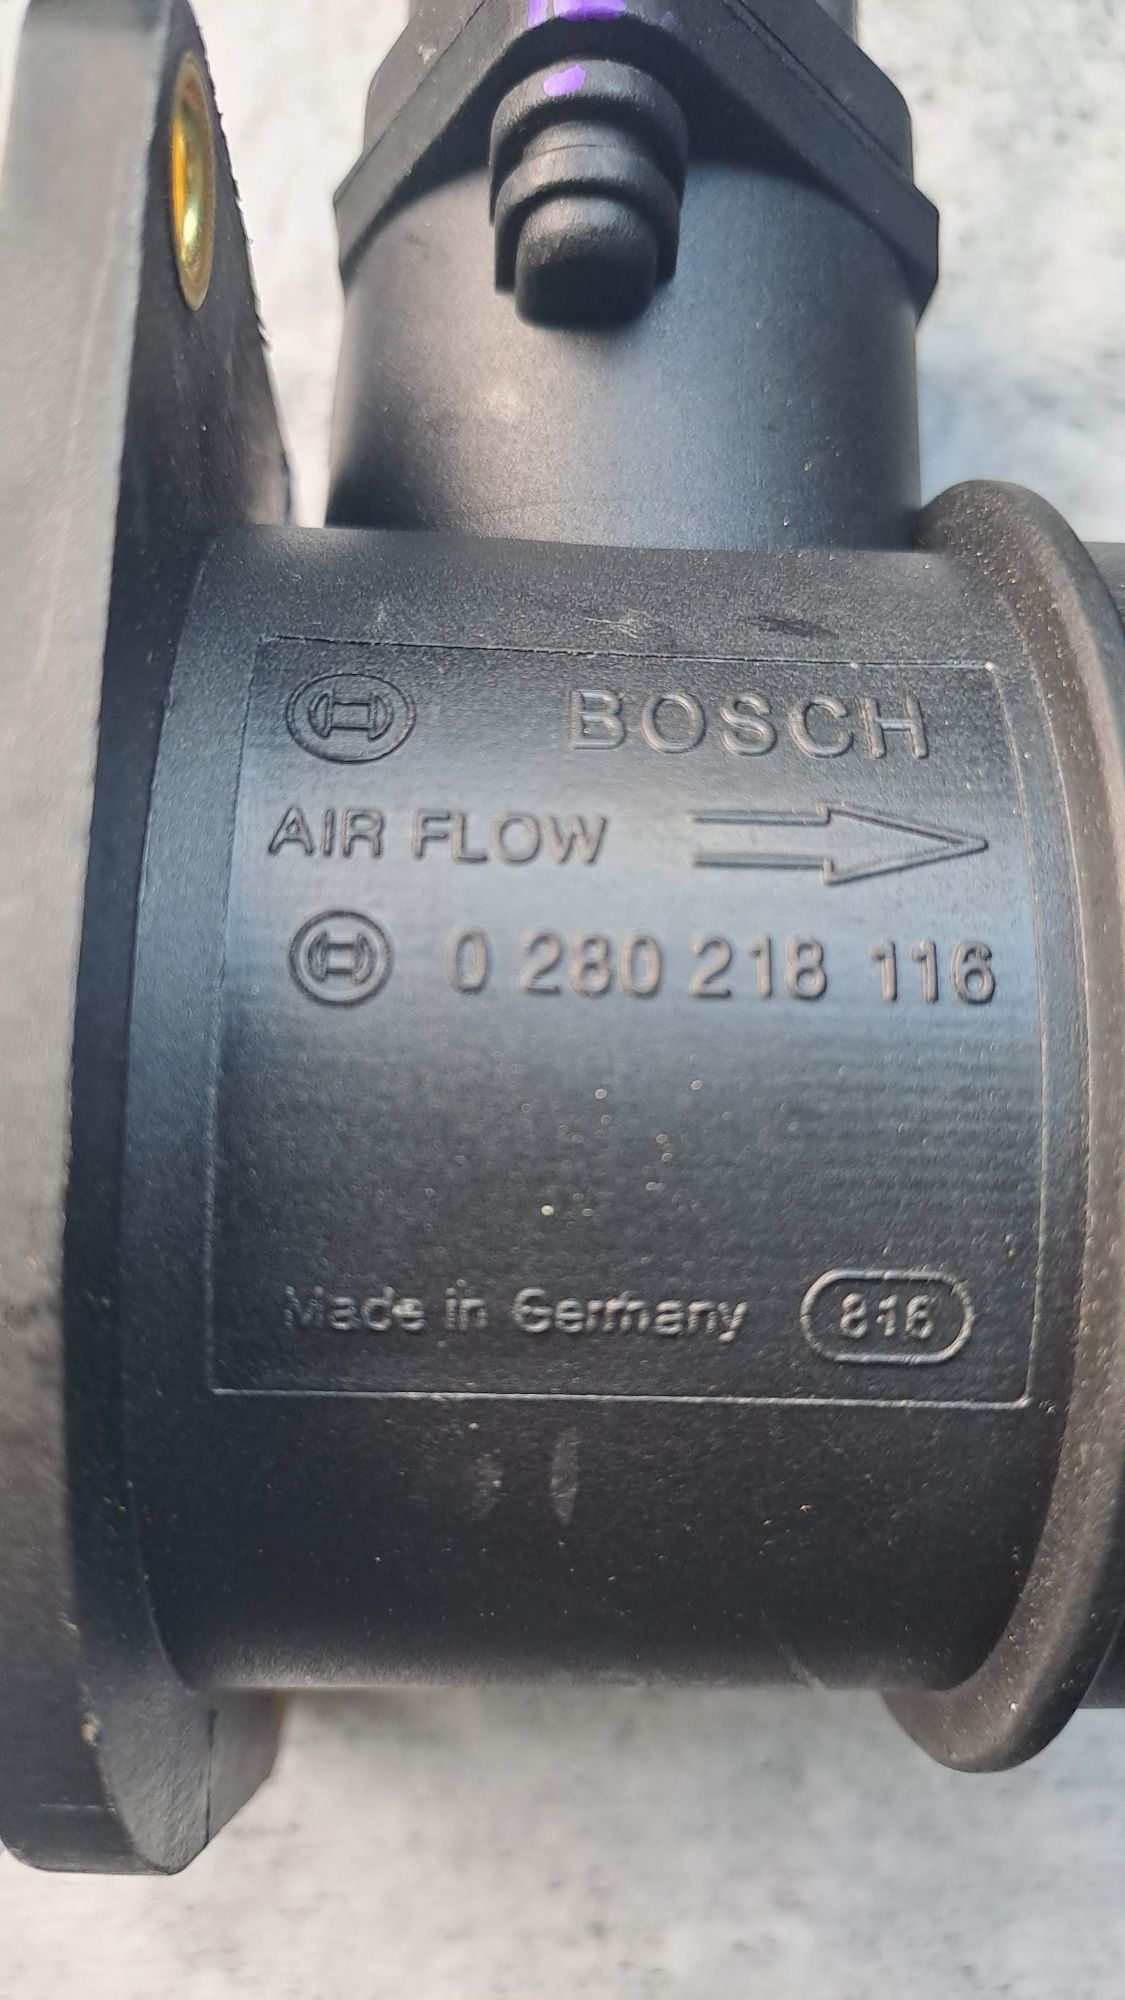 BOSCH
AIR FLOW
0 280 218 116
Made in Germany 816